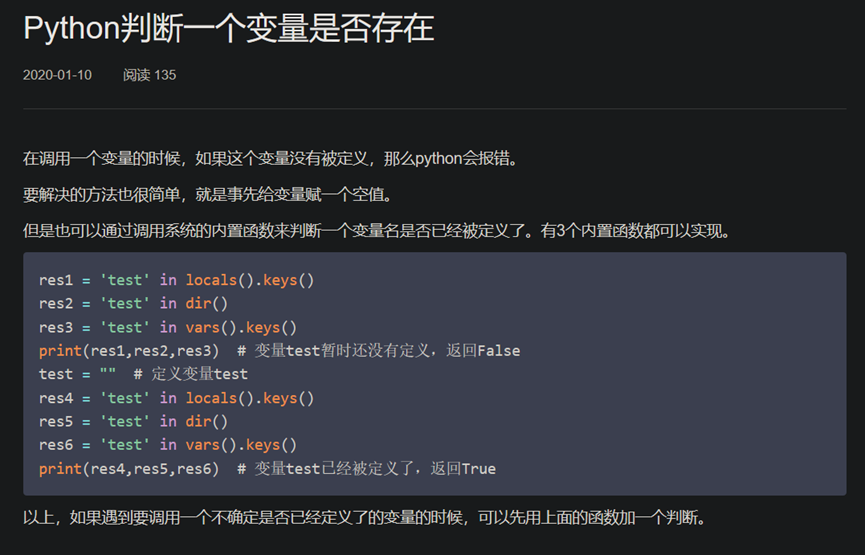 Python判断一个变量是否存在
2020-01-10 阅读 135
在调用一个变量的时候，如果这个变量没有被定义，那么python会报错。
要解决的方法也很简单，就是事先给变量赋一个空值。
但是也可以通过调用系统的内置函数来判断一个变量名是否已经被定义了。有3个内置函数都可以实现。
res1 = 'test' in locals().keys()
res2 = 'test' in dir()
res3 = 'test' in vars().keys()
print(res1,res2,res3)  # 变量test暂时还没有定义，返回False
test = ""  # 定义变量test
res4 = 'test' in locals().keys()
res5 = 'test' in dir()
res6 = 'test' in vars().keys()
print(res4,res5,res6)  # 变量test已经被定义了，返回True
以上，如果遇到要调用一个不确定是否已经定义了的变量的时候，可以先用上面的函数加一个判断。